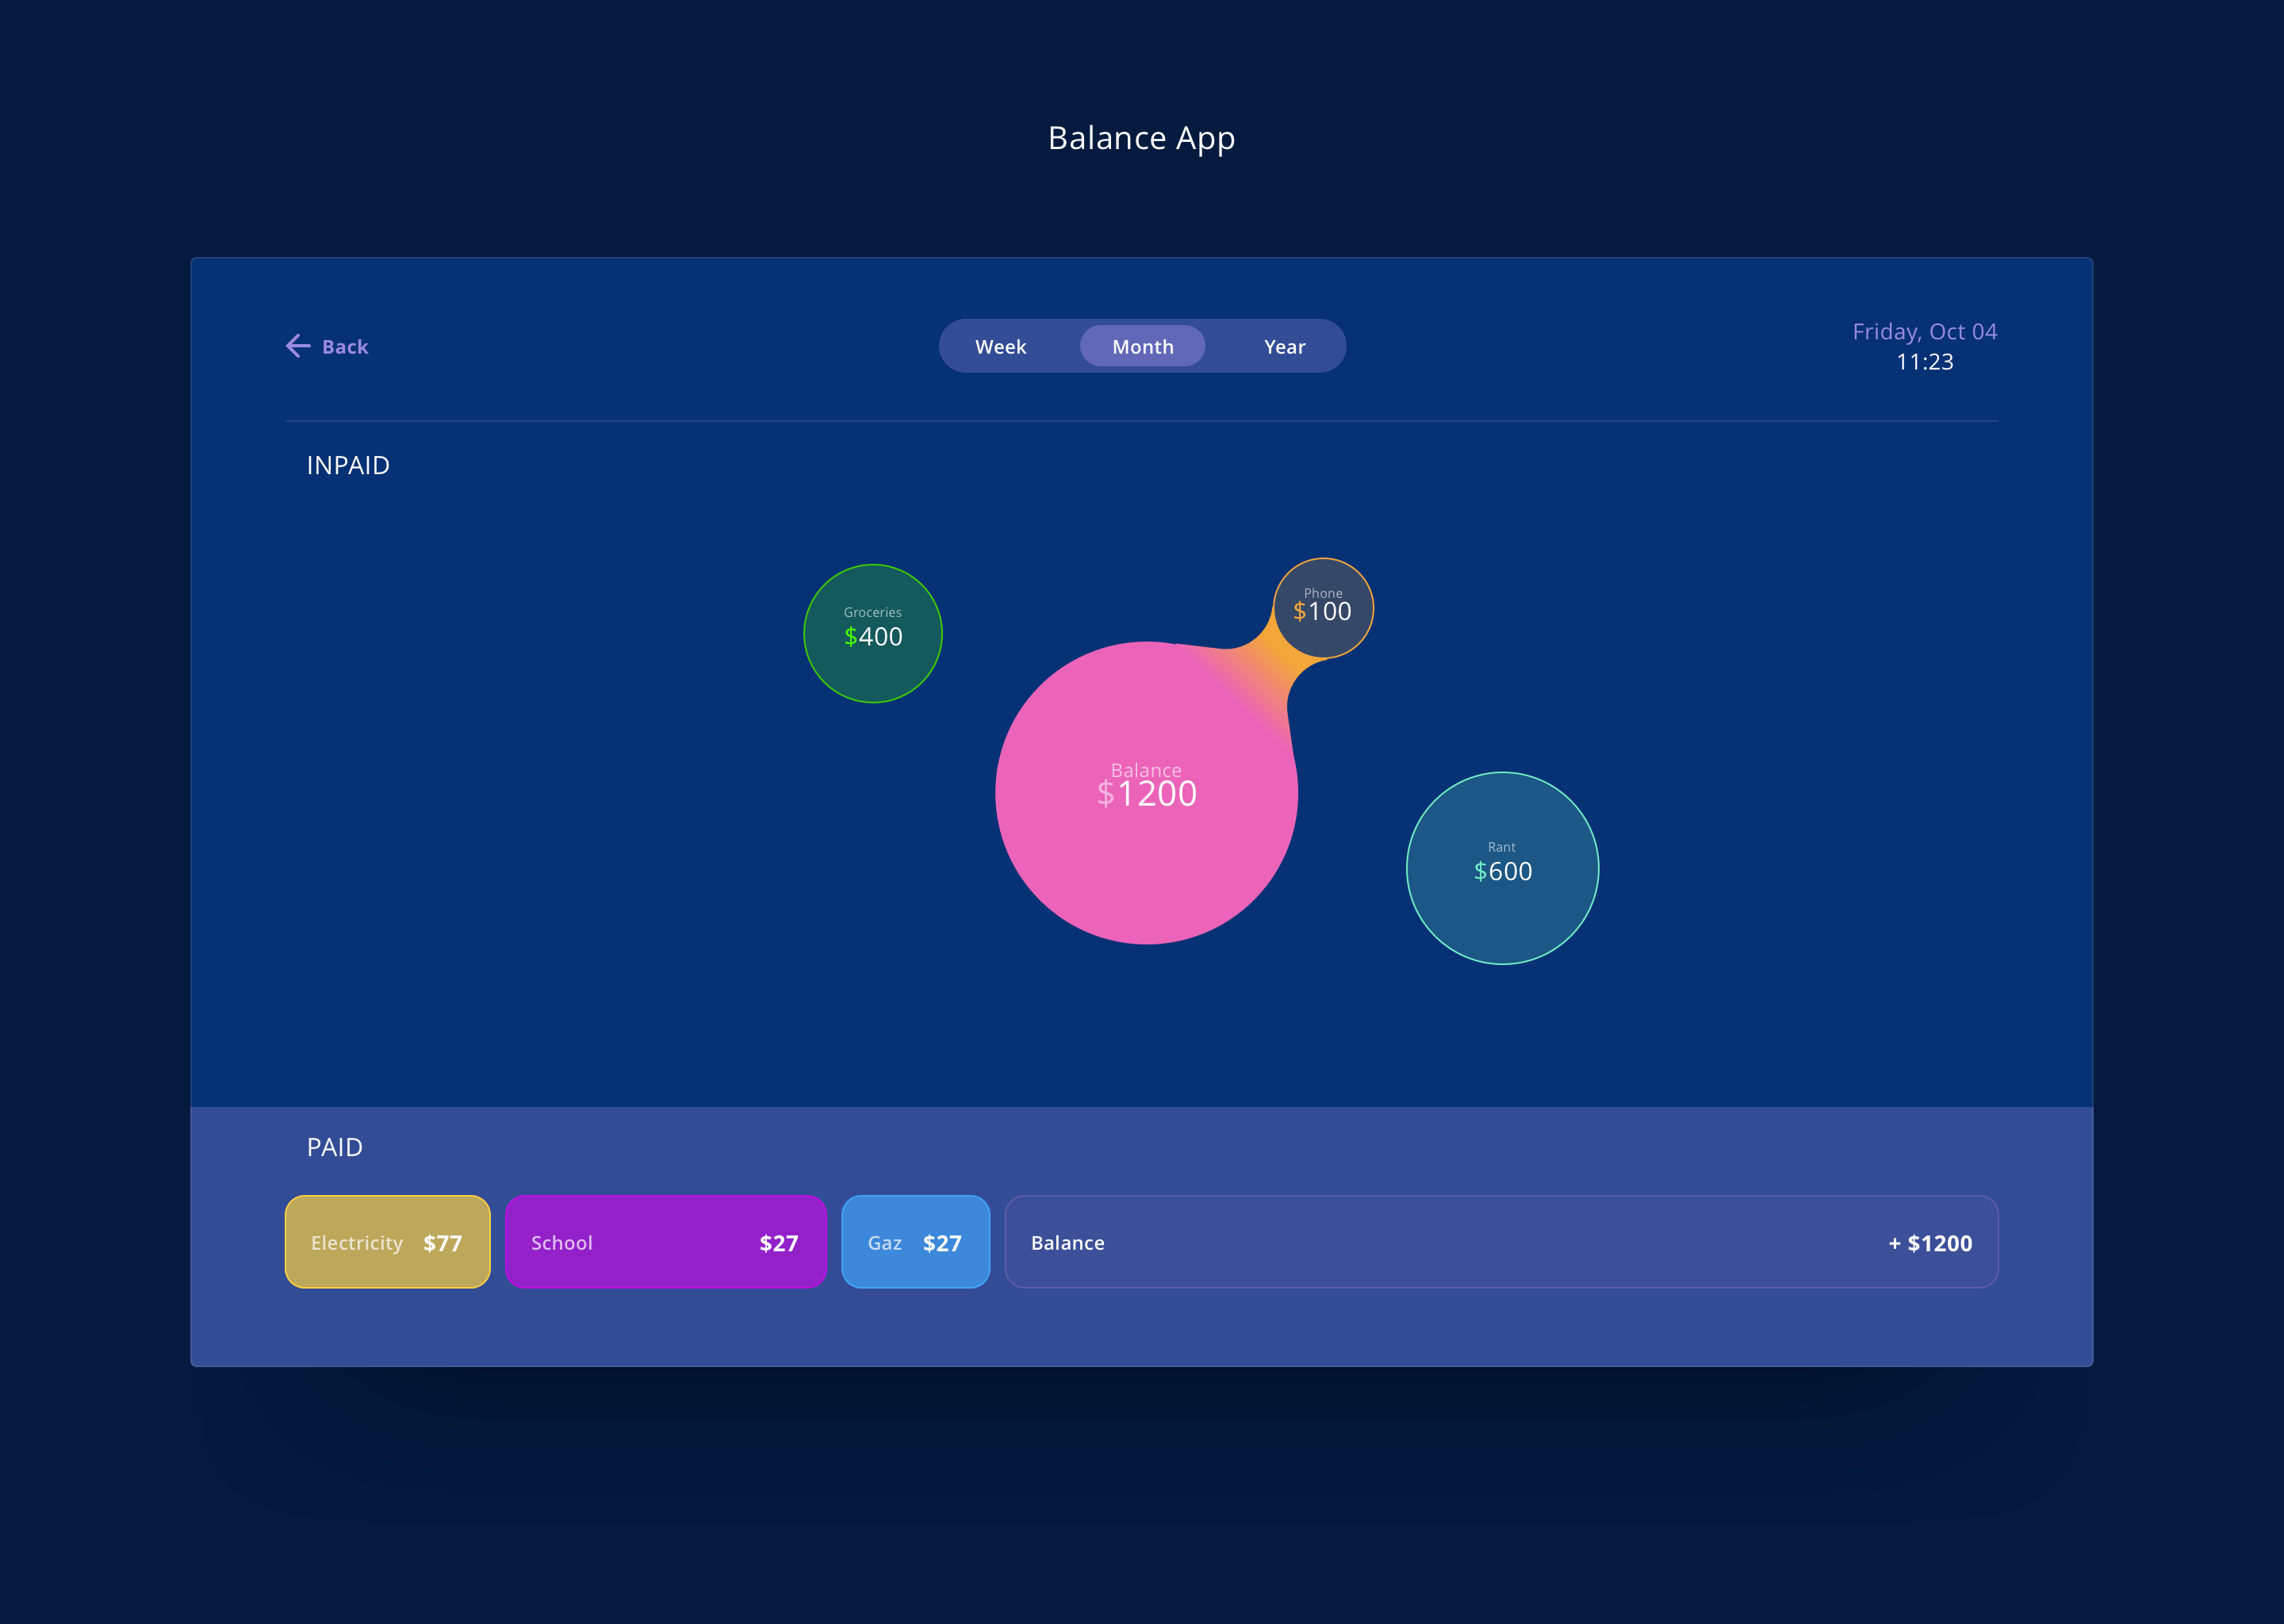 Balance App
Back
Week Month Year
Friday, Oct 04
11:23
INPAID
Groceries
$400
Phone
$100
Balance
$1200
Rant
$600
PAID
Electricity $77
School $27
Gaz $27
Balance + $1200